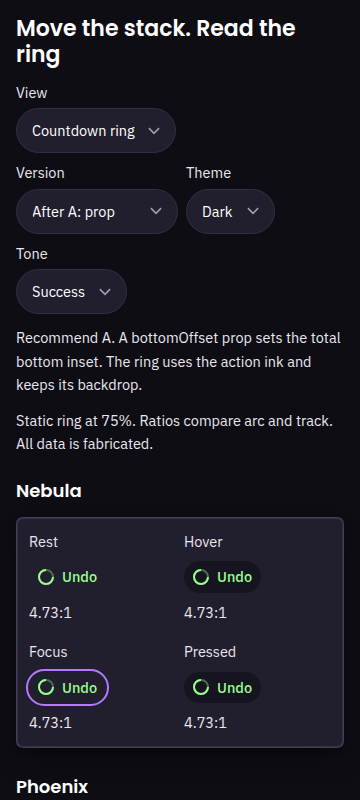 Move the stack. Read the
ring
View
Countdown ring
Version
Theme
After A: prop
Dark
Tone
Success
Recommend A. A bottomOffset prop sets the total
bottom inset. The ring uses the action ink and
keeps its backdrop.
Static ring at 75%. Ratios compare arc and track.
All data is fabricated.
Nebula
Rest
Hover
Undo
Undo
4.73:1
4.73:1
Focus
Pressed
Undo
Undo
4.73:1
4.73:1
Phoenix